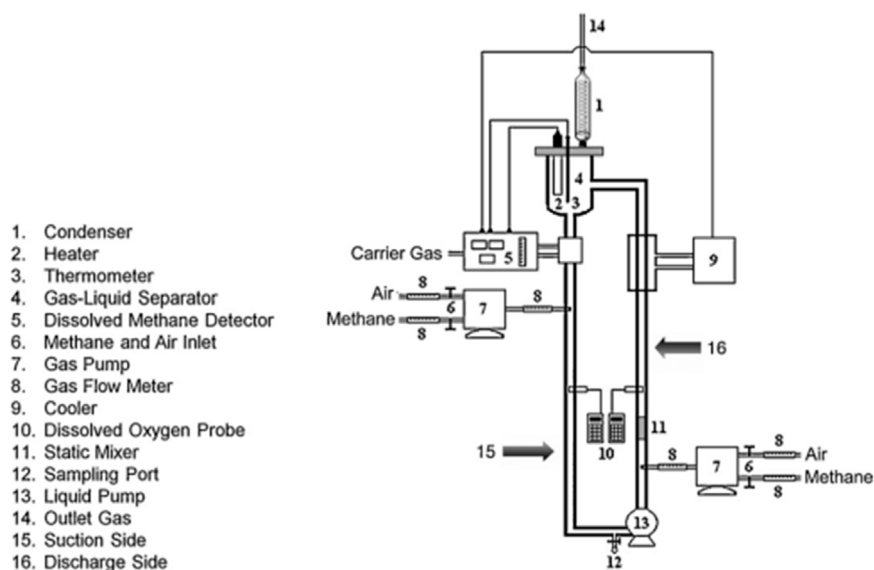 1. Condenser
2. Heater
3. Thermometer
4. Gas-Liquid Separator
5. Dissolved Methane Detector
6. Methane and Air Inlet
7. Gas Pump
8. Gas Flow Meter
9. Cooler
10. Dissolved Oxygen Probe
11. Static Mixer
12. Sampling Port
13. Liquid Pump
14. Outlet Gas
15. Suction Side
16. Discharge Side
14
1
4
2 3
Carrier Gas
5
9
8
Air
6
7
8
Methane
8
16
15
10
11
8
7
8
Air
6
Methane
8
13
12